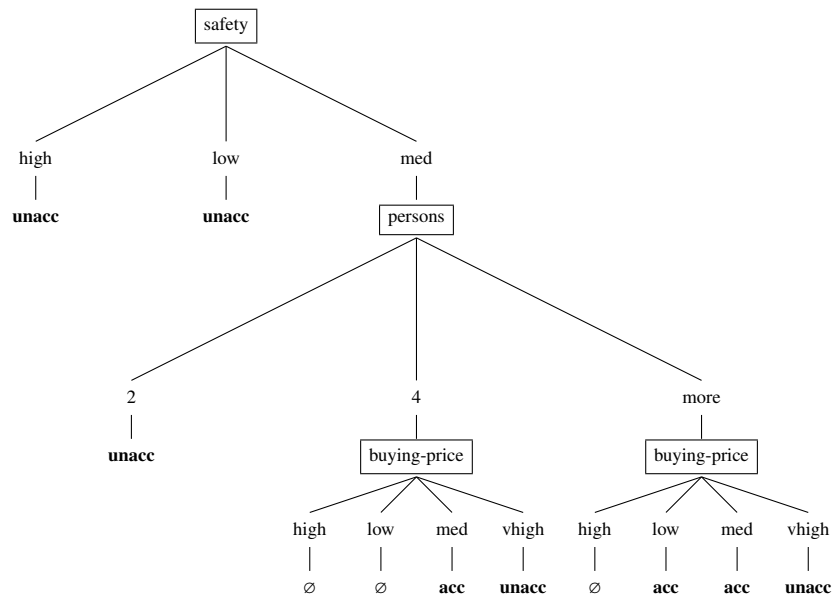 safety
high low med
unacc unacc persons
2 4 more
unacc buying-price buying-price
high low med vhigh high low med vhigh
∅ ∅ acc unacc ∅ acc acc unacc